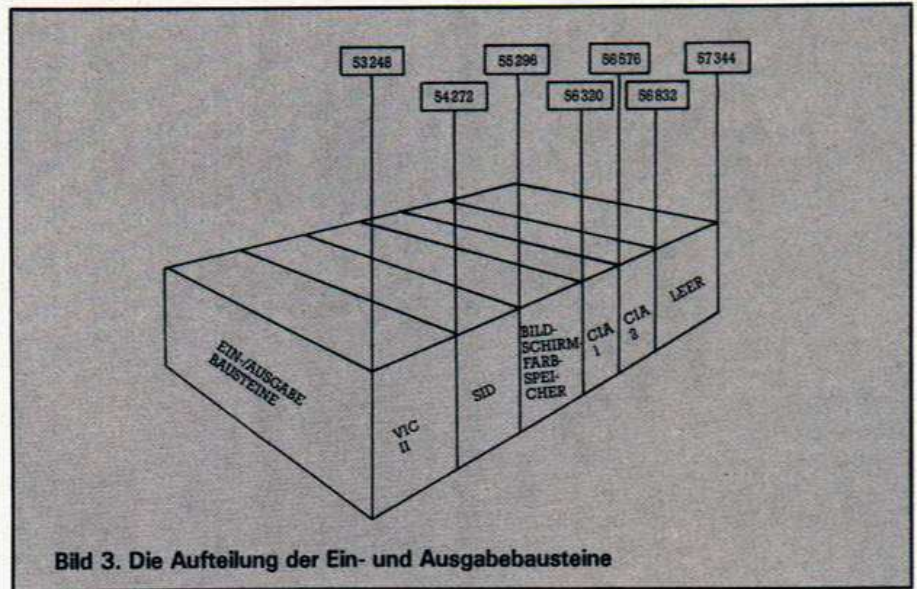 53248
55296
56576
57344
54272
56320
56832
EIN-/AUSGABE
BAUSTEINE
VIC
II
SID
BILD-
SCHIRM-
FARB-
SPEI-
CHER
CIA
1
CIA
2
LEER
Bild 3. Die Aufteilung der Ein- und Ausgabebausteine